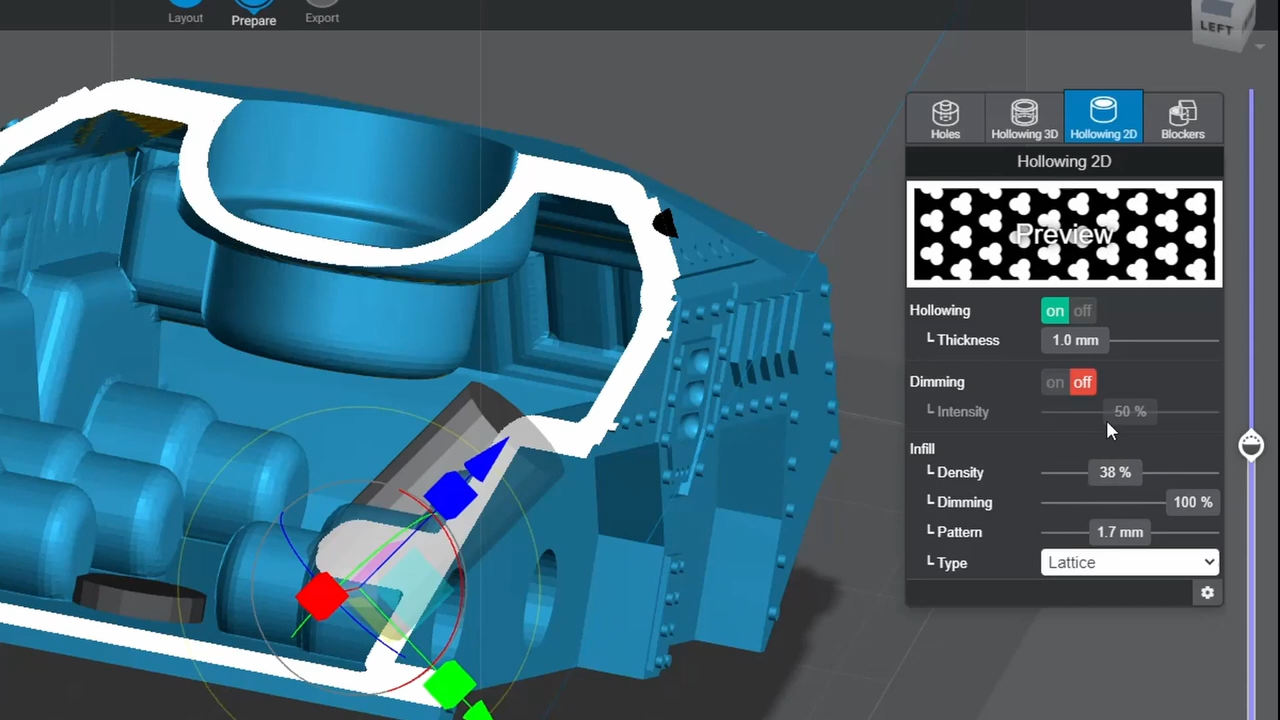 Layout Prepare Export
LEFT
Holes Hollowing 3D Hollowing 2D Blockers
Hollowing 2D
Preview
Hollowing on off
Thickness 1.0 mm
Dimming on off
Intensity 50 %
Infill
Density 38 %
Dimming 100 %
Pattern 1.7 mm
Type Lattice